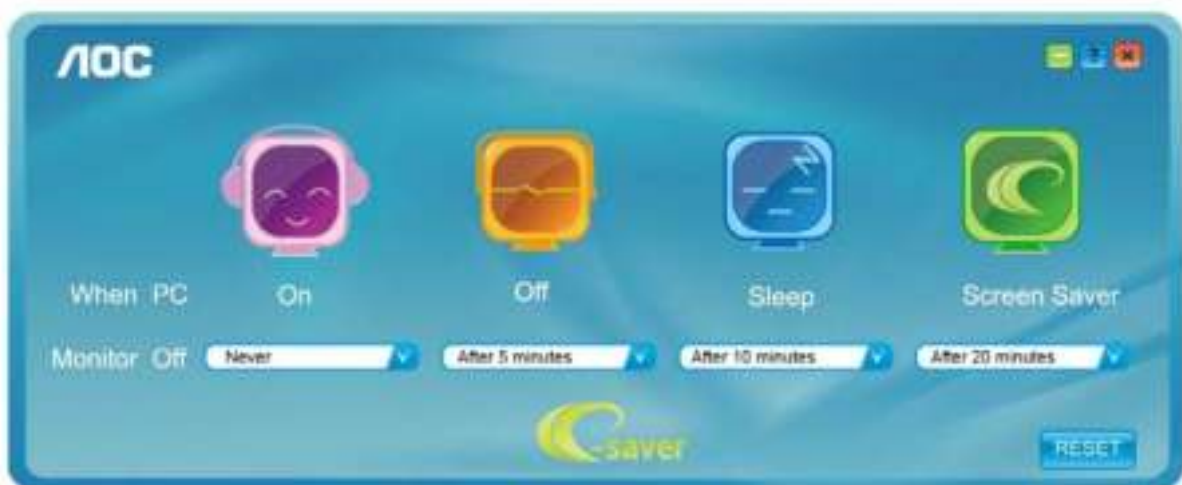 AOC
?
When PC On Off Sleep Screen Saver
Monitor Off Never After 5 minutes After 10 minutes After 20 minutes
e-saver
RESET